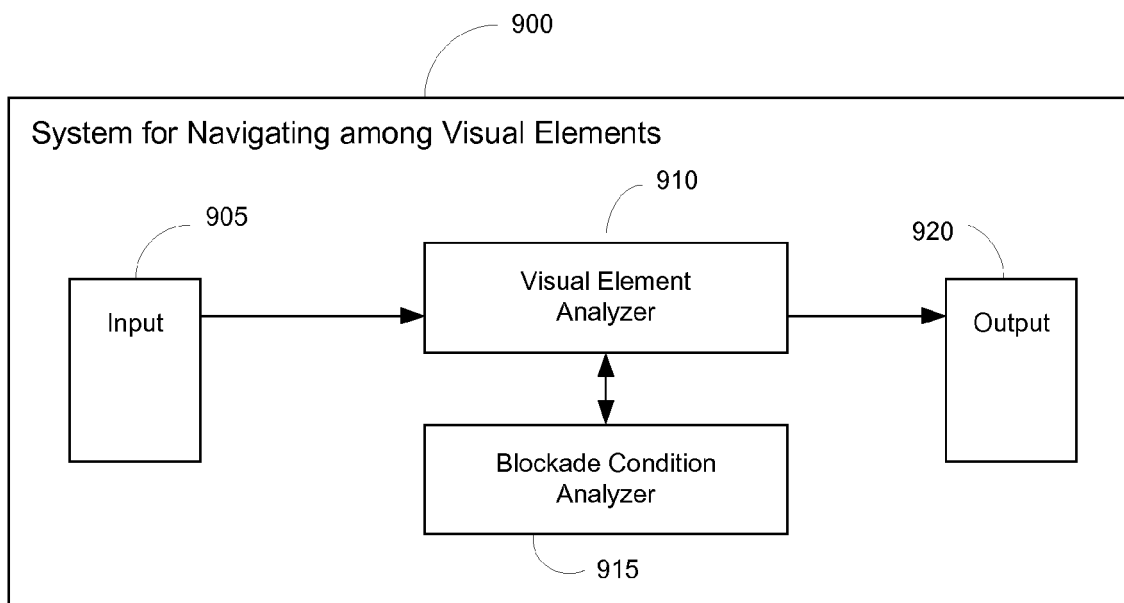 900
System for Navigating among Visual Elements
910
905
920
Visual Element
Analyzer
Input
Output
Blockade Condition
Analyzer
915